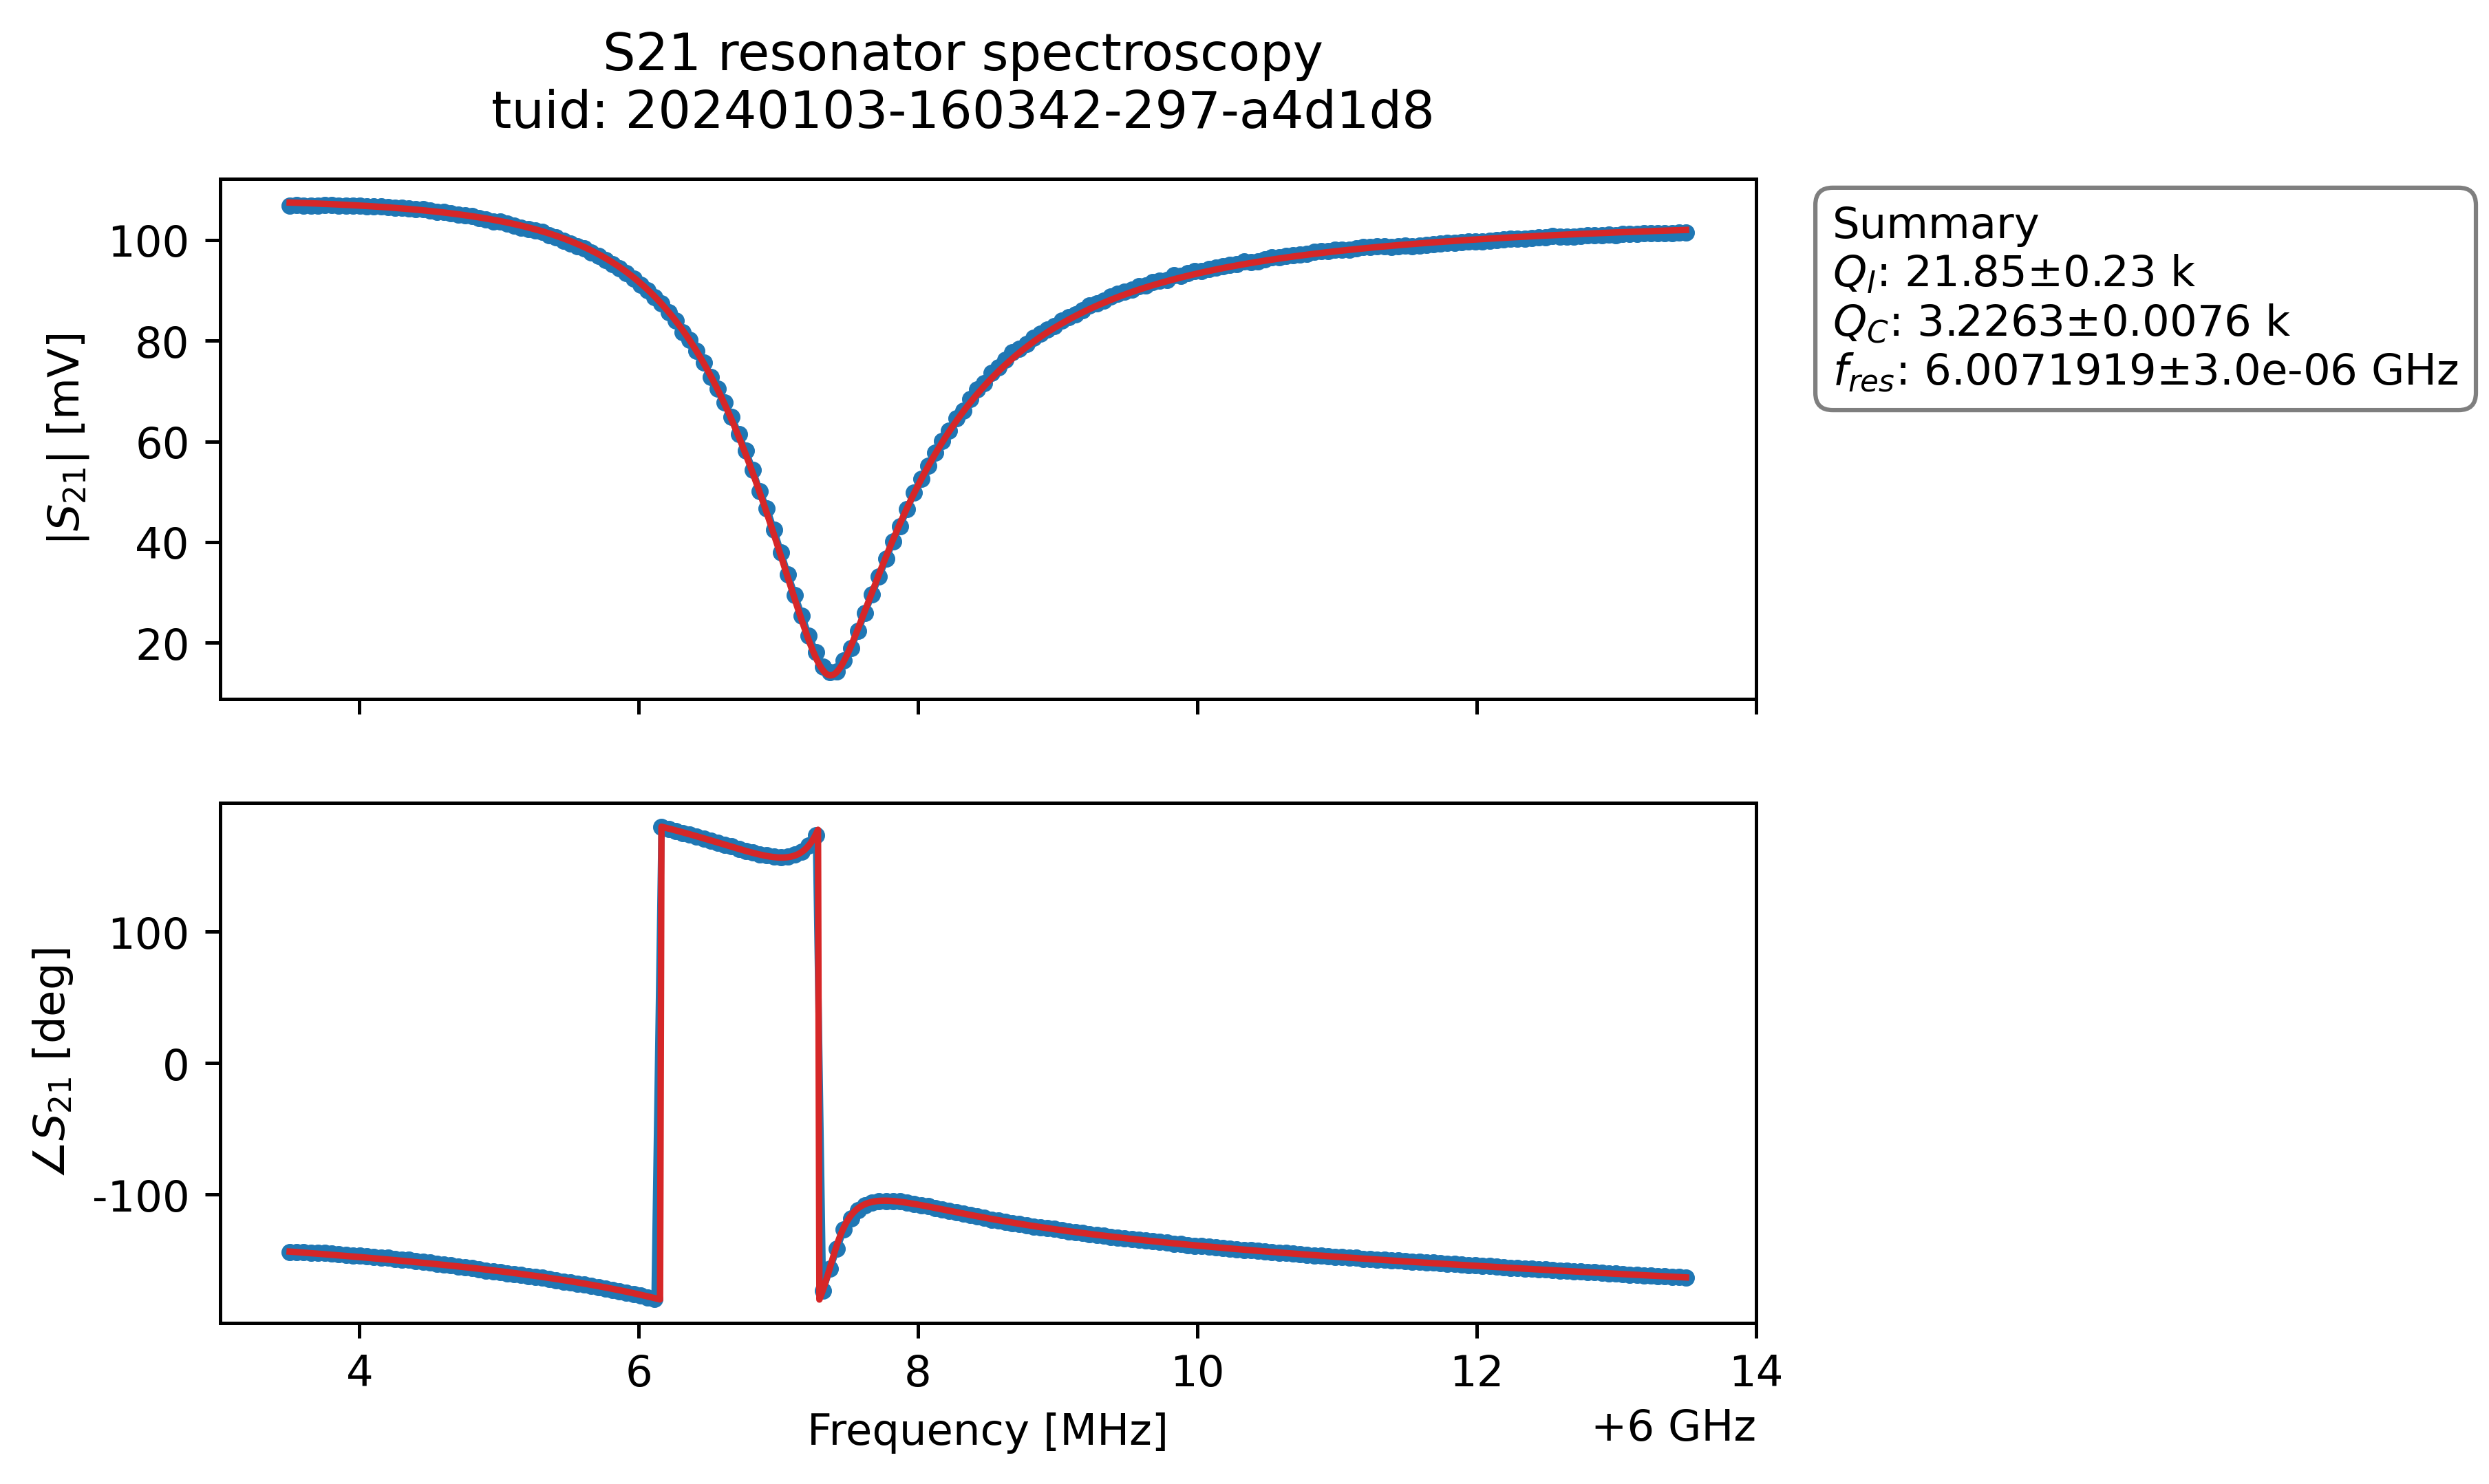 S21 resonator spectroscopy
tuid: 20240103-160342-297-a4d1d8
|S21| [mV]
100
80
60
40
20
Summary
QI: 21.85±0.23 k
QC: 3.2263±0.0076 k
fres: 6.0071919±3.0e-06 GHz
∠S21 [deg]
100
0
-100
4 6 8 10 12 14
Frequency [MHz]
+6 GHz